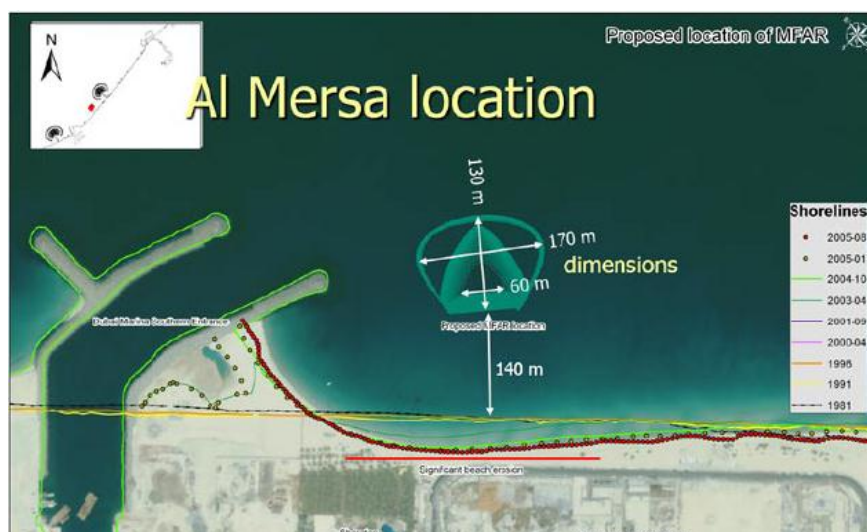 N
Proposed location of MFAR
Al Mersa location
130 m
170 m
dimensions
60 m
Proposed MFAR location
Dubai Marina Southern Entrance
140 m
Significant beach erosion
Shorelines
2005-08
2005-01
2004-10
2003-04
2001-09
2000-04
1995
1991
1981